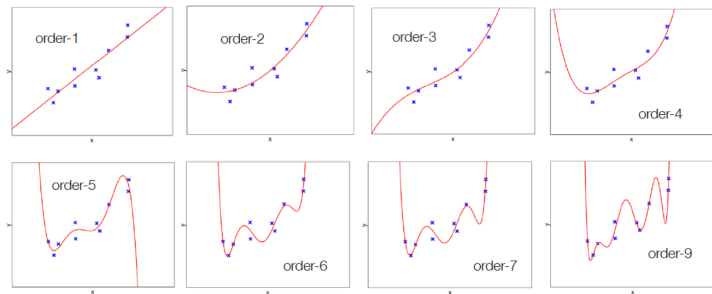 order-1
y
x
order-2
y
x
order-3
y
x
order-4
y
x
order-5
y
x
order-6
y
x
order-7
y
x
order-9
y
x